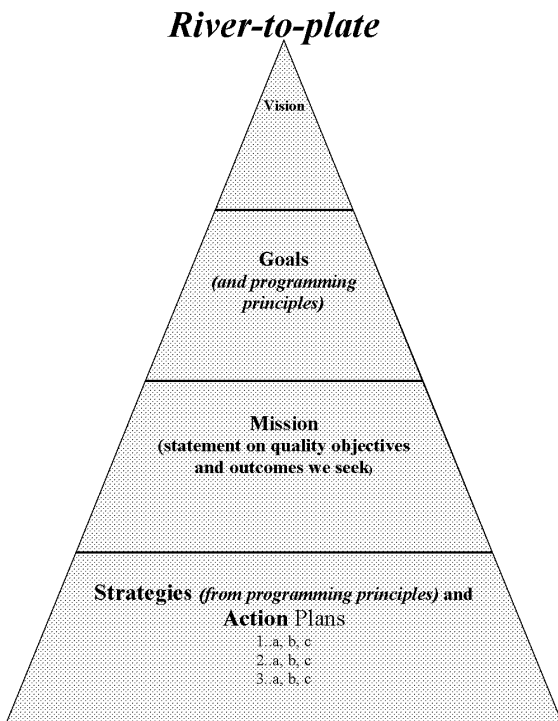 River-to-plate
Vision
Goals
(and programming
principles)
Mission
(statement on quality objectives
and outcomes we seek)
Strategies (from programming principles) and
Action Plans
1..a, b, c
2..a, b, c
3..a, b, c